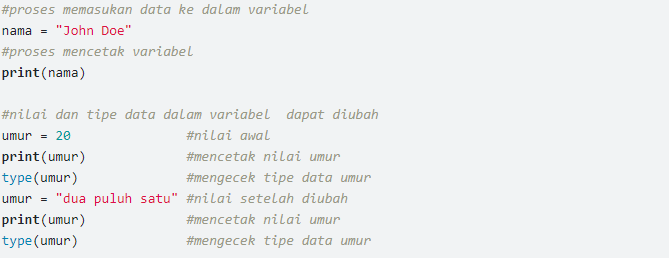 #proses memasukan data ke dalam variabel
nama = "John Doe"
#proses mencetak variabel
print(nama)
#nilai dan tipe data dalam variabel  dapat diubah
umur = 20               #nilai awal
print(umur)             #mencetak nilai umur
type(umur)              #mengecek tipe data umur
umur = "dua puluh satu" #nilai setelah diubah
print(umur)             #mencetak nilai umur
type(umur)              #mengecek tipe data umur